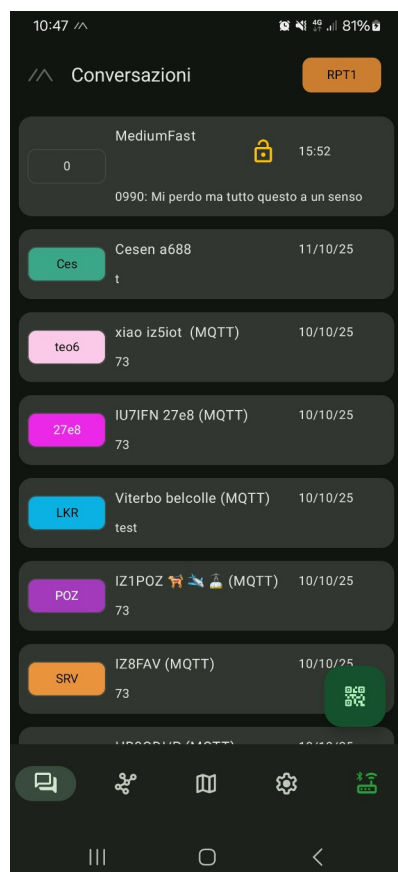 10:47
4G 81%
Conversazioni
RPT1
MediumFast
0
15:52
0990: Mi perdo ma tutto questo a un senso
Cesen a688
11/10/25
Ces
t
xiao iz5iot (MQTT)
10/10/25
teo6
73
IU7IFN 27e8 (MQTT)
10/10/25
27e8
73
Viterbo belcolle (MQTT)
10/10/25
LKR
test
IZ1POZ 🐕 🛰️ 🚡 (MQTT)
10/10/25
POZ
73
IZ8FAV (MQTT)
10/10/25
SRV
73